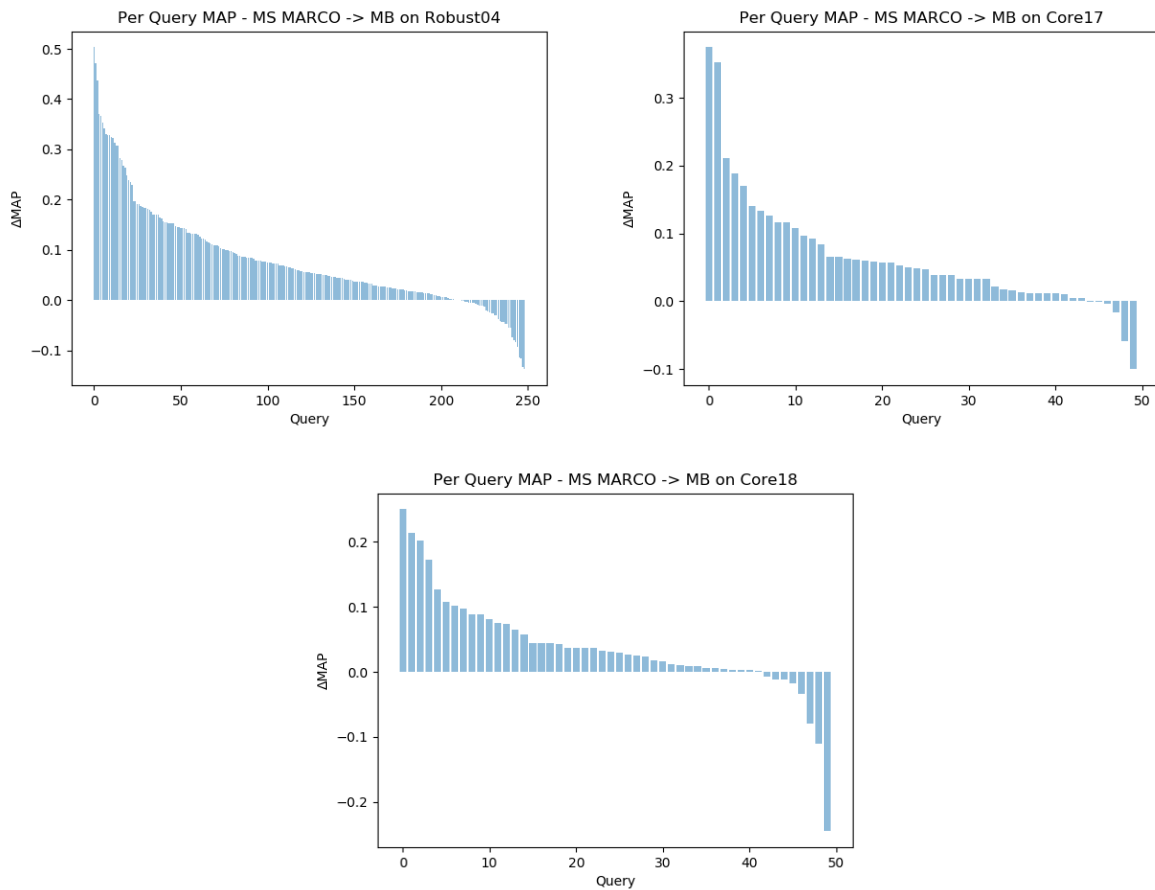 Per Query MAP - MS MARCO -> MB on Robust04
0.5
0.4
0.3
0.2
0.1
0.0
−0.1
ΔMAP
0 50 100 150 200 250
Query
Per Query MAP - MS MARCO -> MB on Core17
0.3
0.2
0.1
0.0
−0.1
ΔMAP
0 10 20 30 40 50
Query
Per Query MAP - MS MARCO -> MB on Core18
0.2
0.1
0.0
−0.1
−0.2
ΔMAP
0 10 20 30 40 50
Query